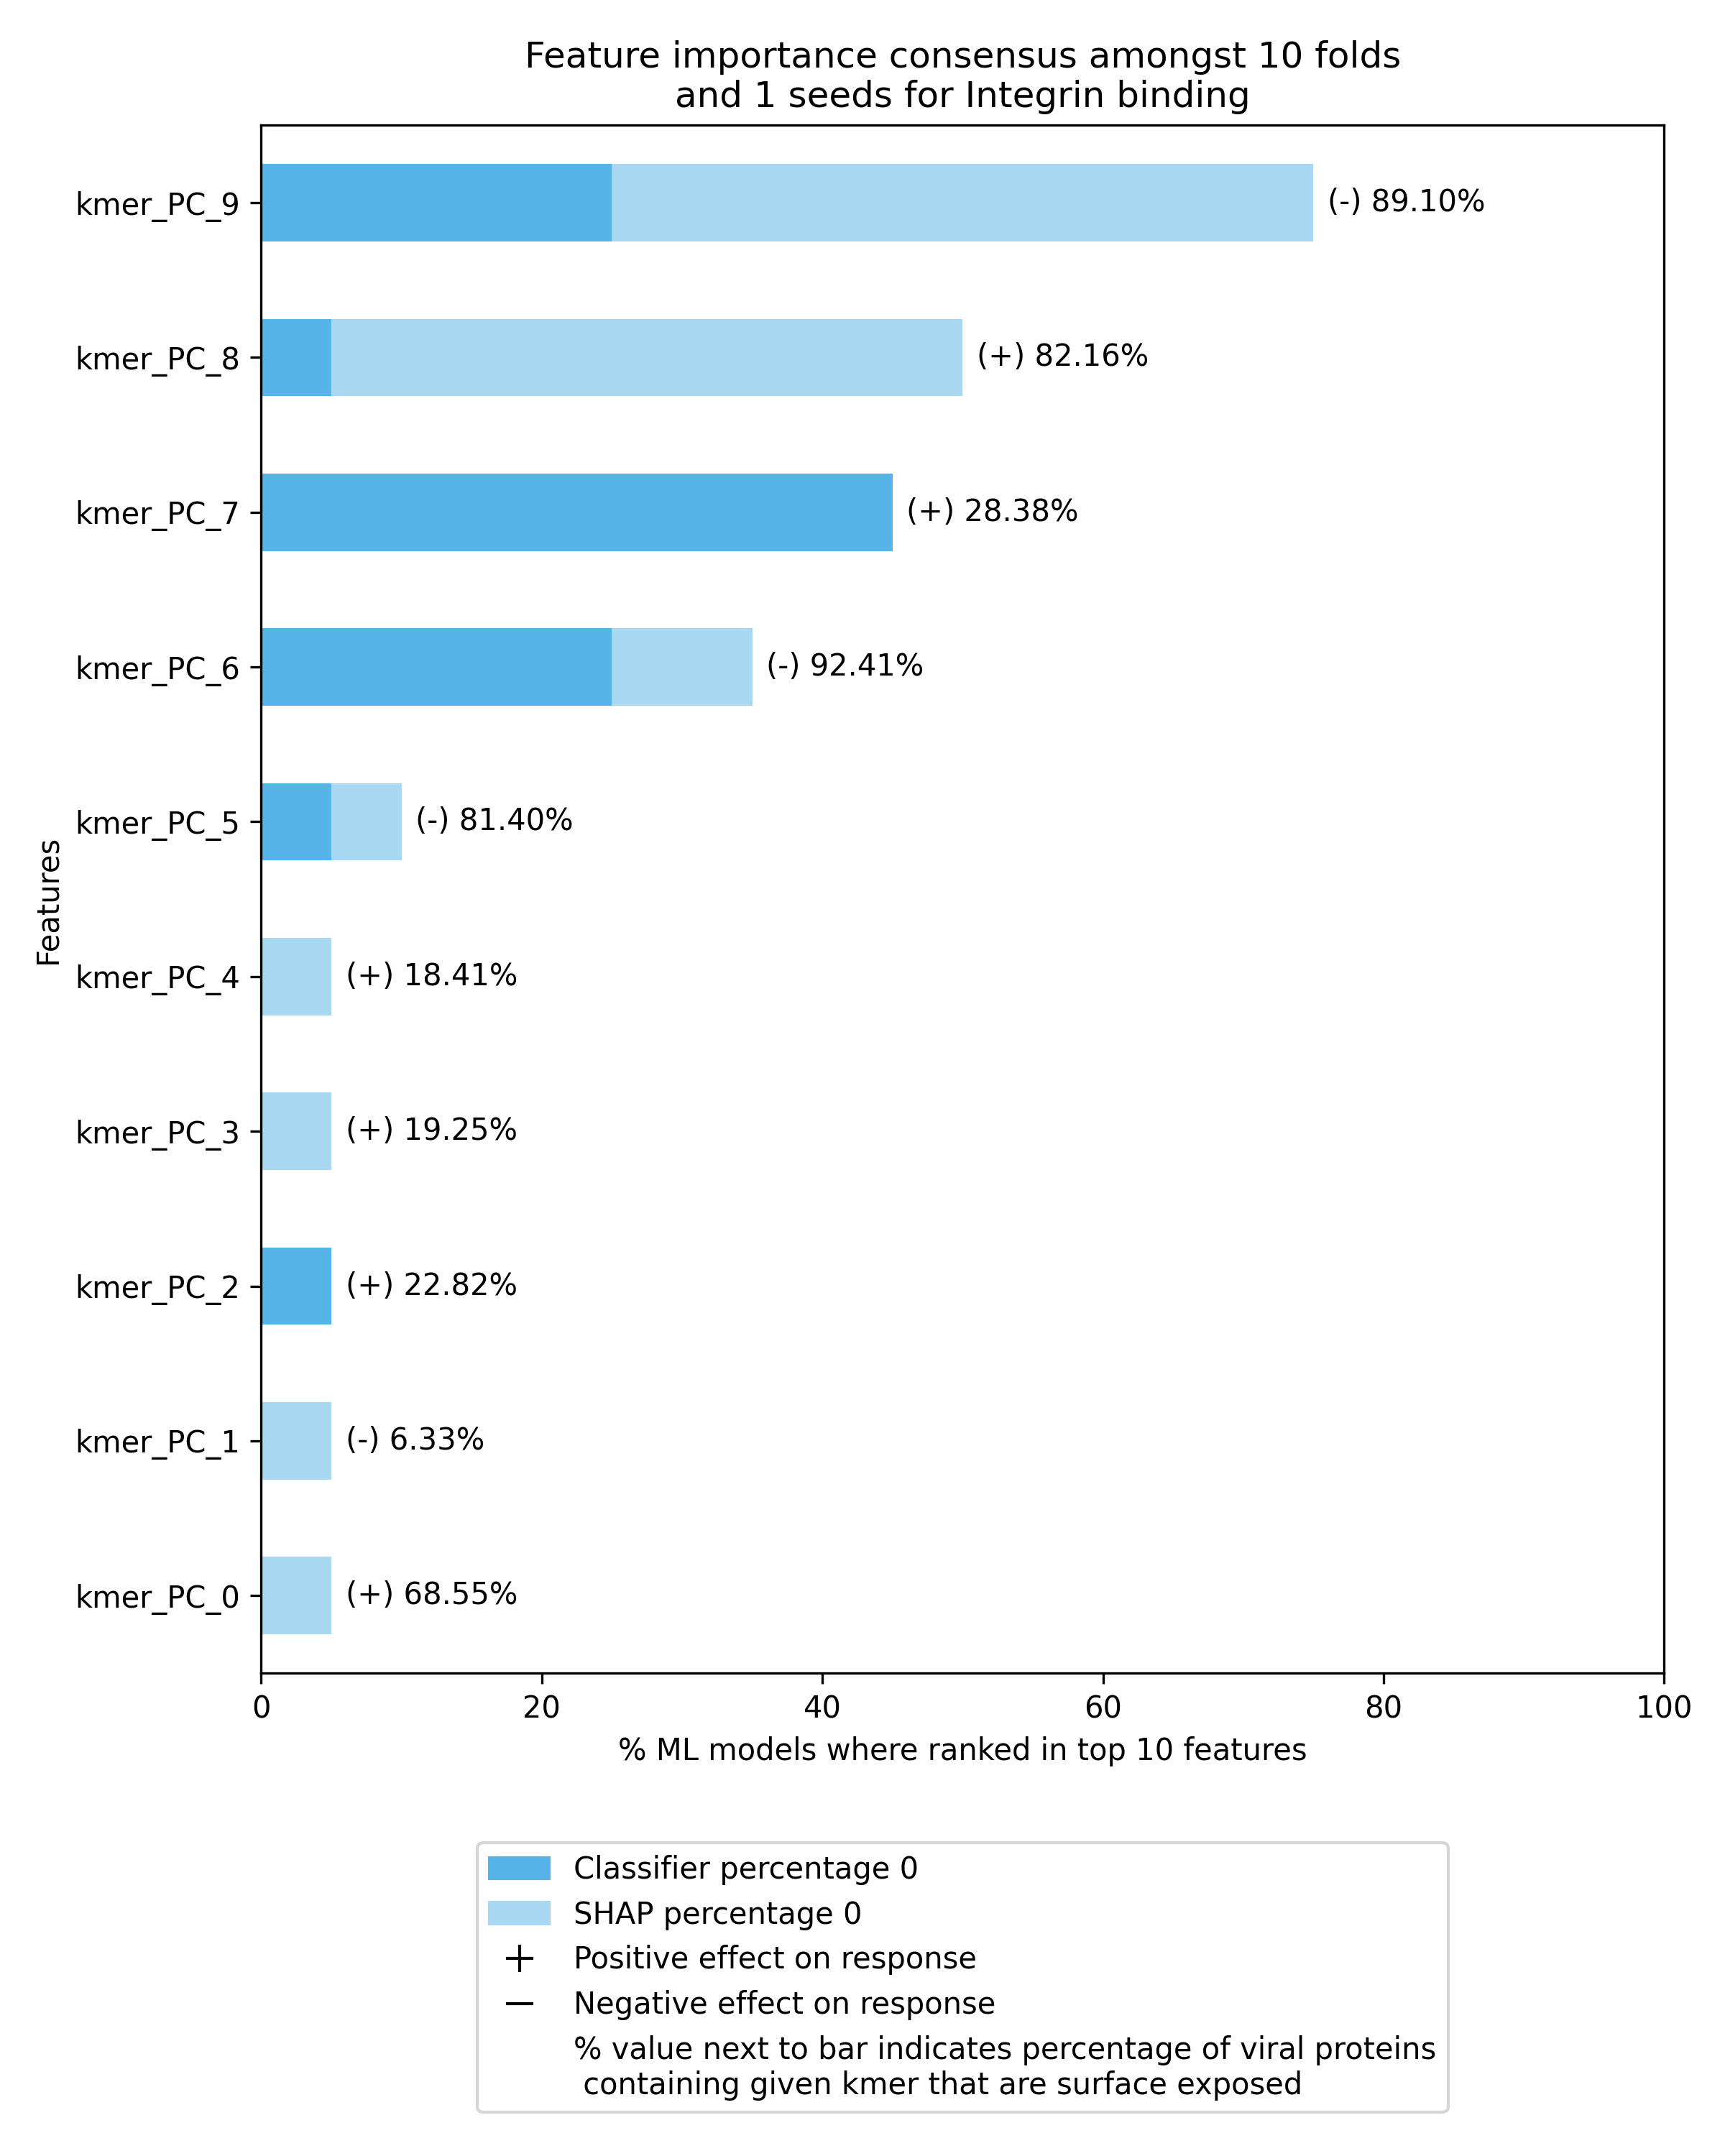 Feature importance consensus amongst 10 folds
and 1 seeds for Integrin binding
kmer_PC_9
(-) 89.10%
kmer_PC_8
(+) 82.16%
kmer_PC_7
(+) 28.38%
kmer_PC_6
(-) 92.41%
kmer_PC_5
(-) 81.40%
Features
kmer_PC_4
(+) 18.41%
kmer_PC_3
(+) 19.25%
kmer_PC_2
(+) 22.82%
kmer_PC_1
(-) 6.33%
kmer_PC_0
(+) 68.55%
0 20 40 60 80 100
% ML models where ranked in top 10 features
Classifier percentage 0
SHAP percentage 0
Positive effect on response
Negative effect on response
% value next to bar indicates percentage of viral proteins
containing given kmer that are surface exposed